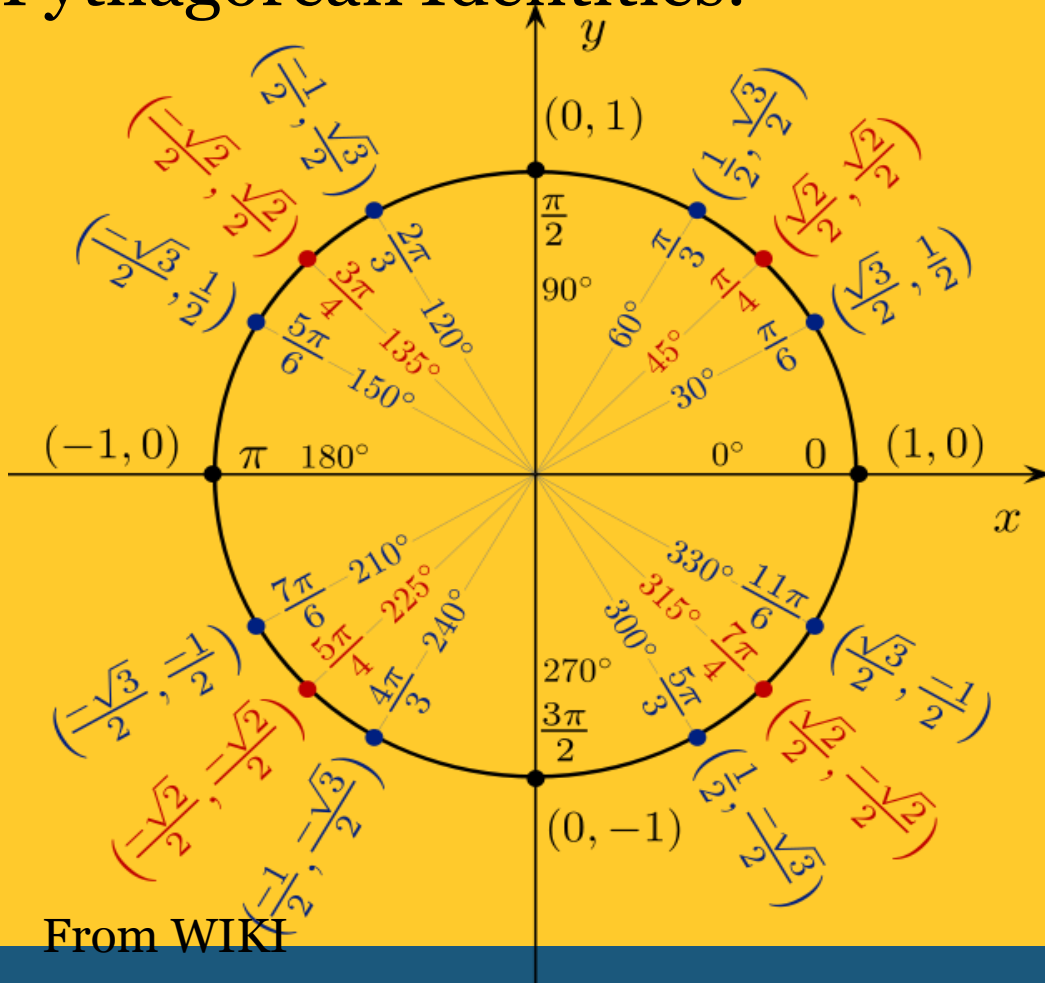 Pythagorean Identities:
y
(0, 1)
(-1/2, √3/2)
(1/2, √3/2)
(-√2/2, √2/2)
(√2/2, √2/2)
(-√3/2, 1/2)
(√3/2, 1/2)
π/2
90°
2π/3
120°
π/3
60°
3π/4
135°
π/4
45°
5π/6
150°
π/6
30°
(-1, 0)
π
180°
0°
0
(1, 0)
x
7π/6
210°
330°
11π/6
5π/4
225°
315°
7π/4
4π/3
240°
300°
5π/3
270°
3π/2
(-√3/2, -1/2)
(√3/2, -1/2)
(-√2/2, -√2/2)
(√2/2, -√2/2)
(-1/2, -√3/2)
(1/2, -√3/2)
(0, -1)
From WIKI